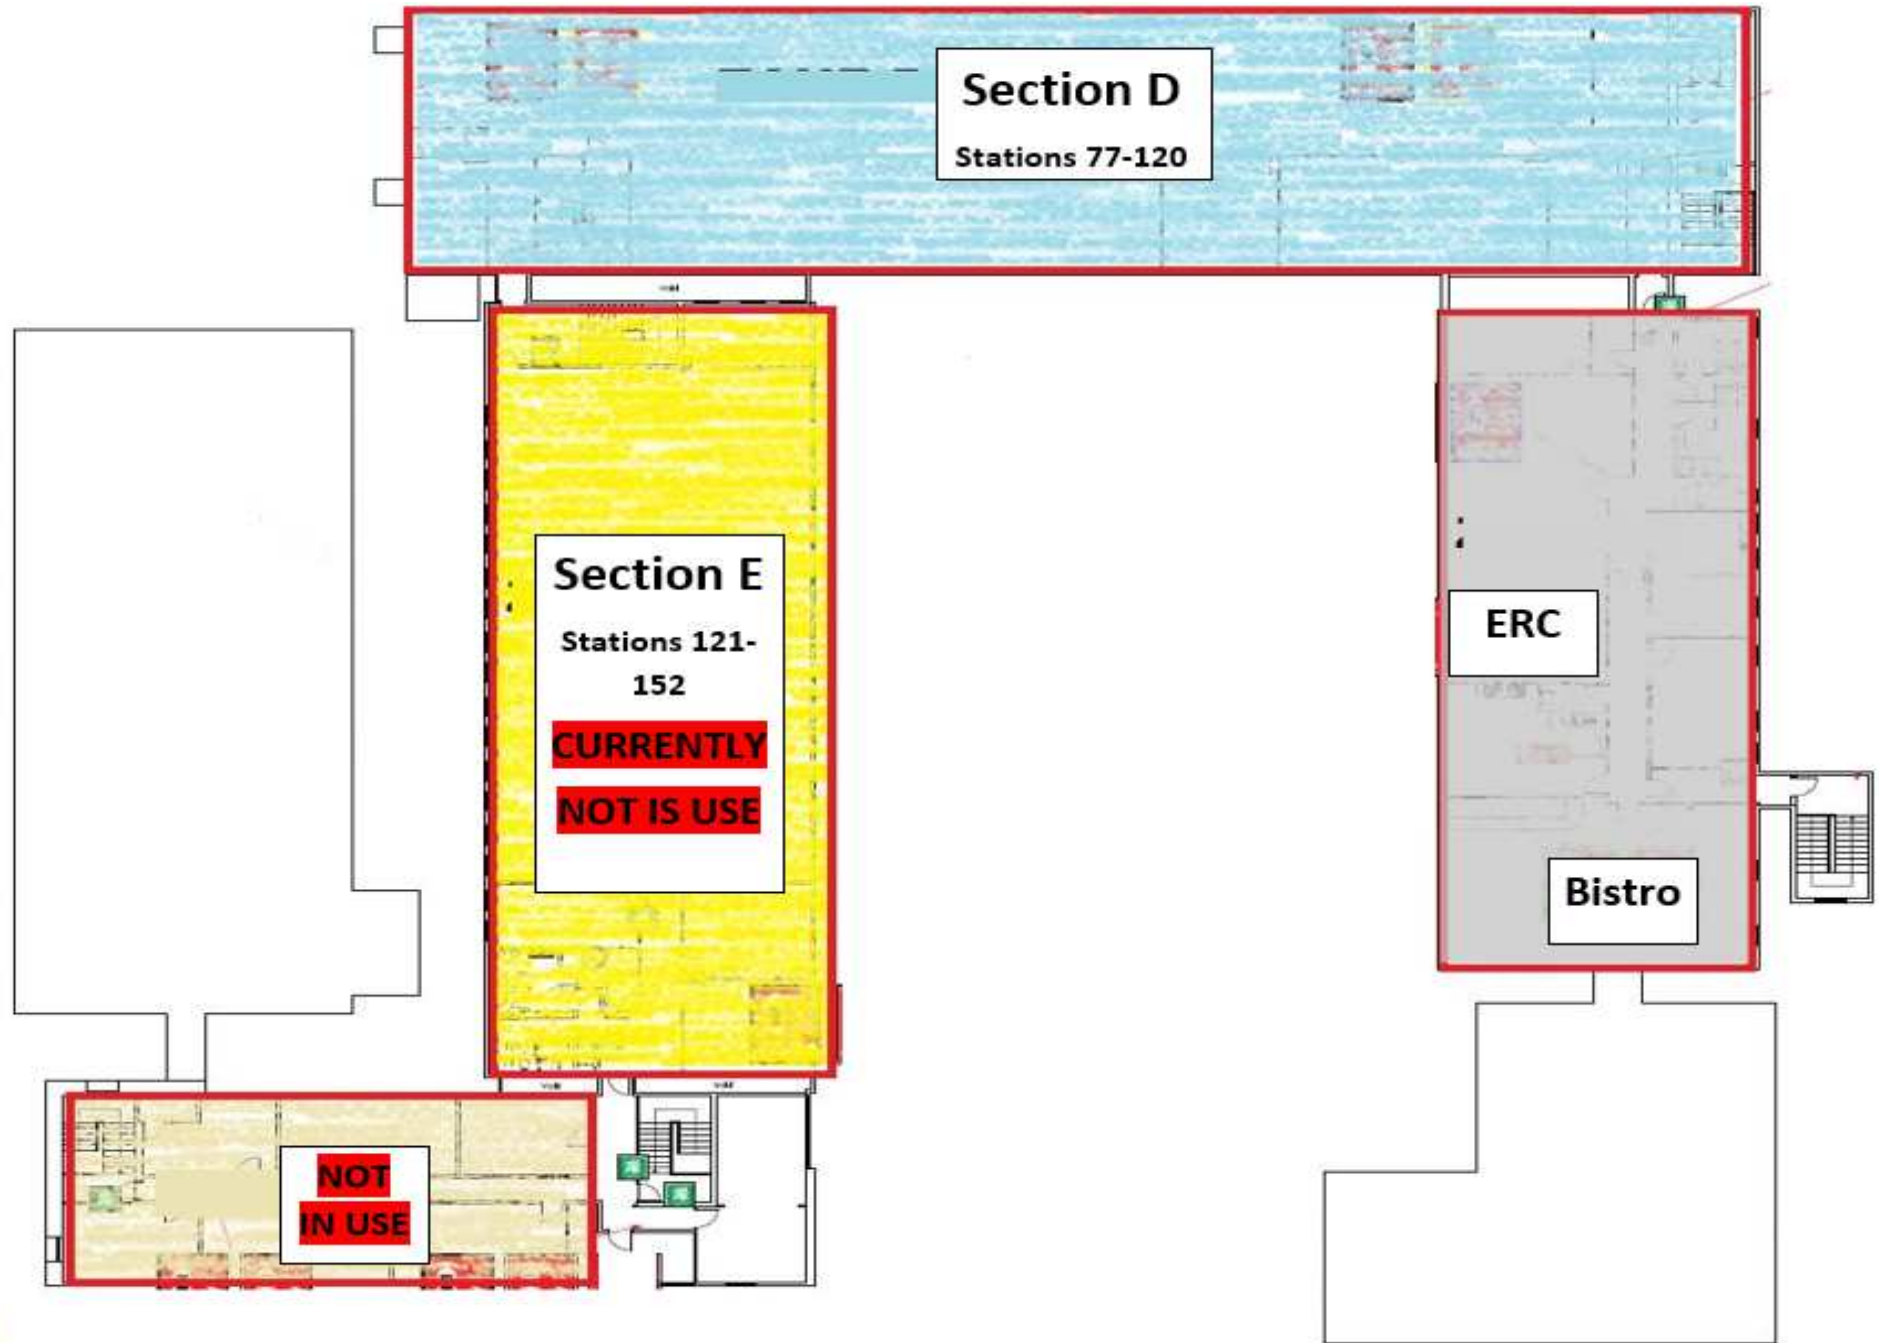 Section D
Stations 77-120
Section E
Stations 121-
152
CURRENTLY
NOT IS USE
ERC
Bistro
NOT
IN USE